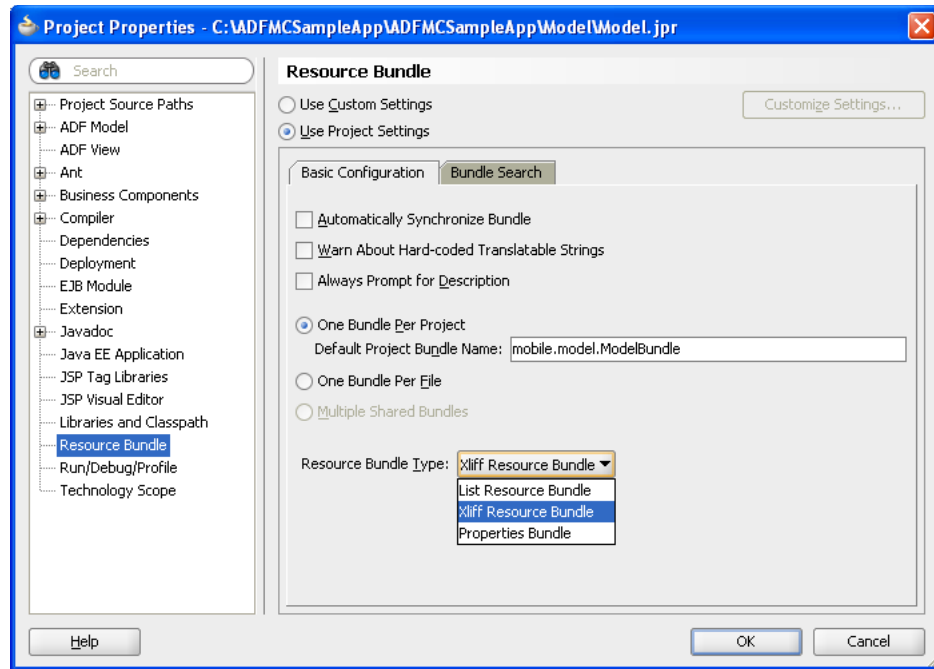 Project Properties - C:\ADFMCSampleApp\ADFMCSampleApp\Model\Model.jpr
Search
Project Source Paths
ADF Model
ADF View
Ant
Business Components
Compiler
Dependencies
Deployment
EJB Module
Extension
Javadoc
Java EE Application
JSP Tag Libraries
JSP Visual Editor
Libraries and Classpath
Resource Bundle
Run/Debug/Profile
Technology Scope
Resource Bundle
Use Custom Settings
Customize Settings...
Use Project Settings
Basic Configuration
Bundle Search
Automatically Synchronize Bundle
Warn About Hard-coded Translatable Strings
Always Prompt for Description
One Bundle Per Project
Default Project Bundle Name: mobile.model.ModelBundle
One Bundle Per File
Multiple Shared Bundles
Resource Bundle Type: Xliff Resource Bundle
List Resource Bundle
Xliff Resource Bundle
Properties Bundle
Help
OK
Cancel